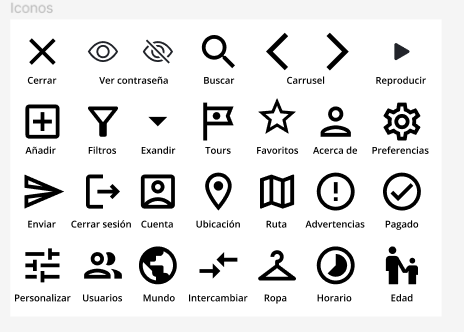 Iconos
Cerrar Ver contraseña Buscar Carrusel Reproducir
Añadir Filtros Exandir Tours Favoritos Acerca de Preferencias
Enviar Cerrar sesión Cuenta Ubicación Ruta Advertencias Pagado
Personalizar Usuarios Mundo Intercambiar Ropa Horario Edad